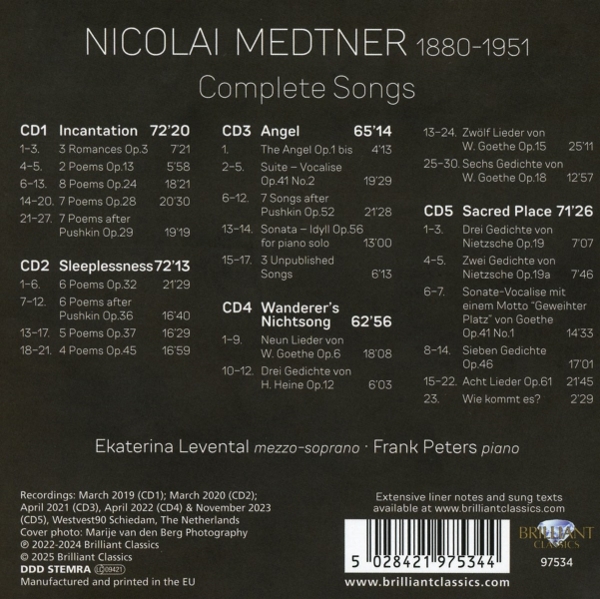 NICOLAI MEDTNER 1880-1951
Complete Songs
CD1 Incantation 72'20
1-3. 3 Romances Op.3 7'21
4-5. 2 Poems Op.13 5'58
6-13. 8 Poems Op.24 18'21
14-20. 7 Poems Op.28 20'30
21-27. 7 Poems after
Pushkin Op.29 19'19
CD2 Sleeplessness 72'13
1-6. 6 Poems Op.32 21'29
7-12. 6 Poems after
Pushkin Op.36 16'40
13-17. 5 Poems Op.37 16'29
18-21. 4 Poems Op.45 16'59
CD3 Angel 65'14
1. The Angel Op.1 bis 4'13
2-5. Suite – Vocalise
Op.41 No.2 19'29
6-12. 7 Songs after
Pushkin Op.52 21'28
13-14. Sonata – Idyll Op.56
for piano solo 13'00
15-17. 3 Unpublished
Songs 6'13
CD4 Wanderer's
Nichtsong 62'56
1-9. Neun Lieder von
W. Goethe Op.6 18'08
10-12. Drei Gedichte von
H. Heine Op.12 6'03
13-24. Zwölf Lieder von
W. Goethe Op.15 25'11
25-30. Sechs Gedichte von
W. Goethe Op.18 12'57
CD5 Sacred Place 71'26
1-3. Drei Gedichte von
Nietzsche Op.19 7'07
4-5. Zwei Gedichte von
Nietzsche Op.19a 7'46
6-7. Sonate-Vocalise mit
einem Motto "Geweihter
Platz" von Goethe
Op.41 No.1 14'33
8-14. Sieben Gedichte
Op.46 17'01
15-22. Acht Lieder Op.61 21'45
23. Wie kommt es? 2'29
Ekaterina Levental mezzo-soprano · Frank Peters piano
Recordings: March 2019 (CD1); March 2020 (CD2);
April 2021 (CD3), April 2022 (CD4) & November 2023
(CD5), Westvest90 Schiedam, The Netherlands
Cover photo: Marije van den Berg Photography
℗ 2022-2024 Brilliant Classics
© 2025 Brilliant Classics
DDD STEMRA LC 09421
Manufactured and printed in the EU
Extensive liner notes and sung texts
available at www.brilliantclassics.com
5 028421 975344
www.brilliantclassics.com
BRILLIANT
CLASSICS
97534